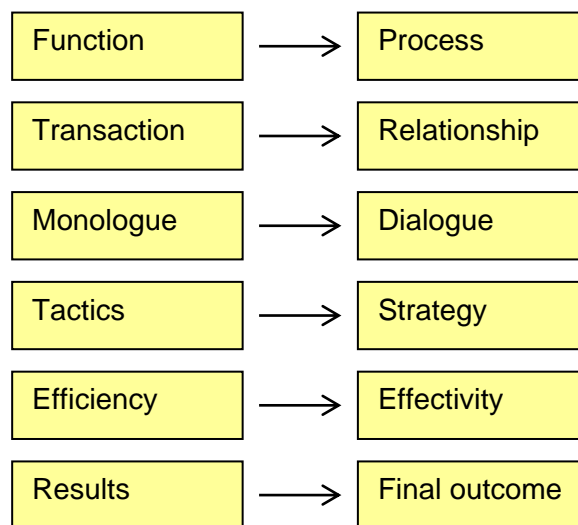 Function
Process
Transaction
Relationship
Monologue
Dialogue
Tactics
Strategy
Efficiency
Effectivity
Results
Final outcome